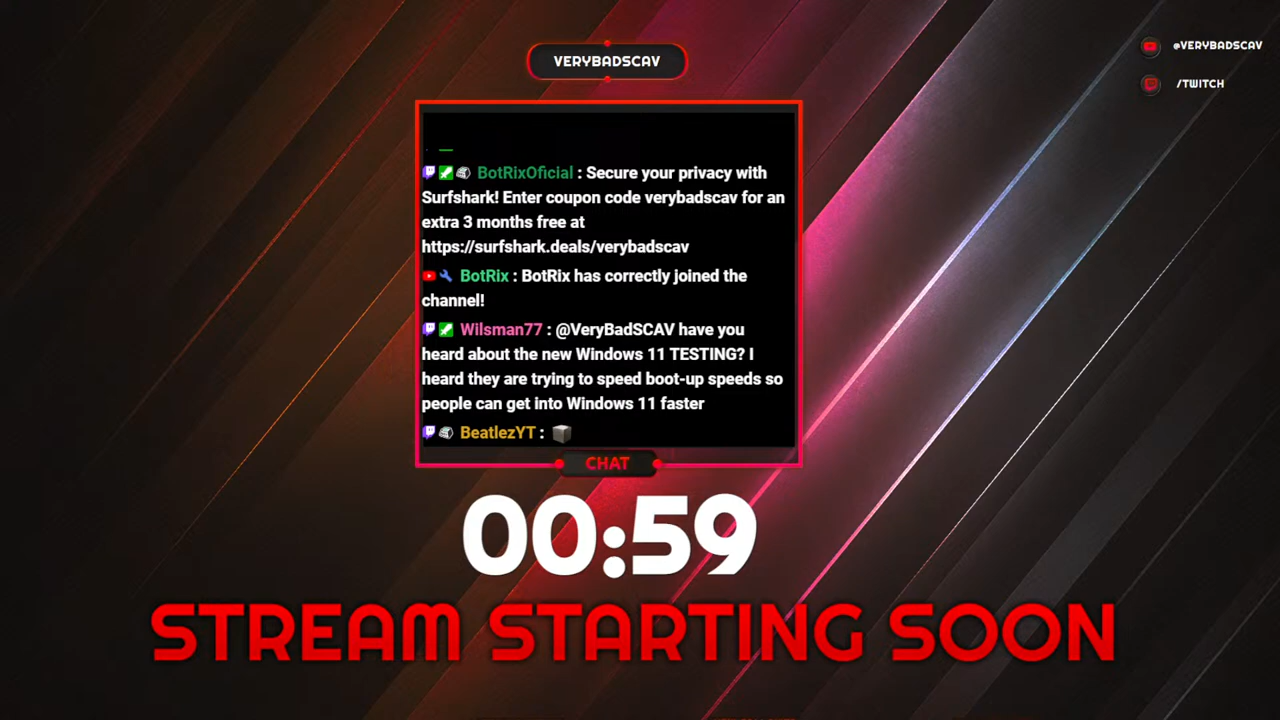 VERYBADSCAV
@VERYBADSCAV
/TWITCH
BotRixOficial : Secure your privacy with
Surfshark! Enter coupon code verybadscav for an
extra 3 months free at
https://surfshark.deals/verybadscav
BotRix : BotRix has correctly joined the
channel!
Wilsman77 : @VeryBadSCAV have you
heard about the new Windows 11 TESTING? I
heard they are trying to speed boot-up speeds so
people can get into Windows 11 faster
BeatlezYT :
CHAT
00:59
STREAM STARTING SOON